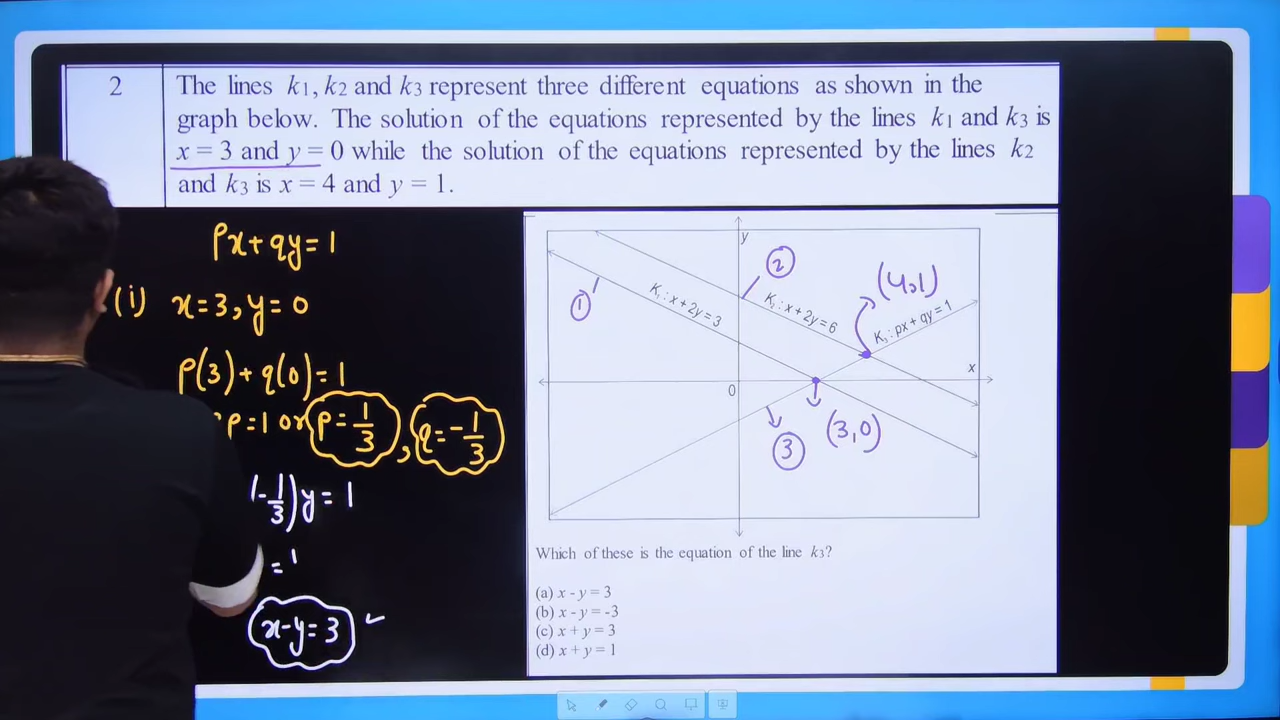 2
The lines k1, k2 and k3 represent three different equations as shown in the
graph below. The solution of the equations represented by the lines k1 and k3 is
x = 3 and y = 0 while the solution of the equations represented by the lines k2
and k3 is x = 4 and y = 1.
px + qy = 1
(i) x = 3, y = 0
p(3) + q(0) = 1
p = 1 or p = 1/3, q = -1/3
-1/3)y = 1
= 1
x - y = 3
y
2
(4,1)
1
K1 : x + 2y = 3
K2 : x + 2y = 6
K3 : px + qy = 1
x
0
3
(3,0)
Which of these is the equation of the line k3?
(a) x - y = 3
(b) x - y = -3
(c) x + y = 3
(d) x + y = 1